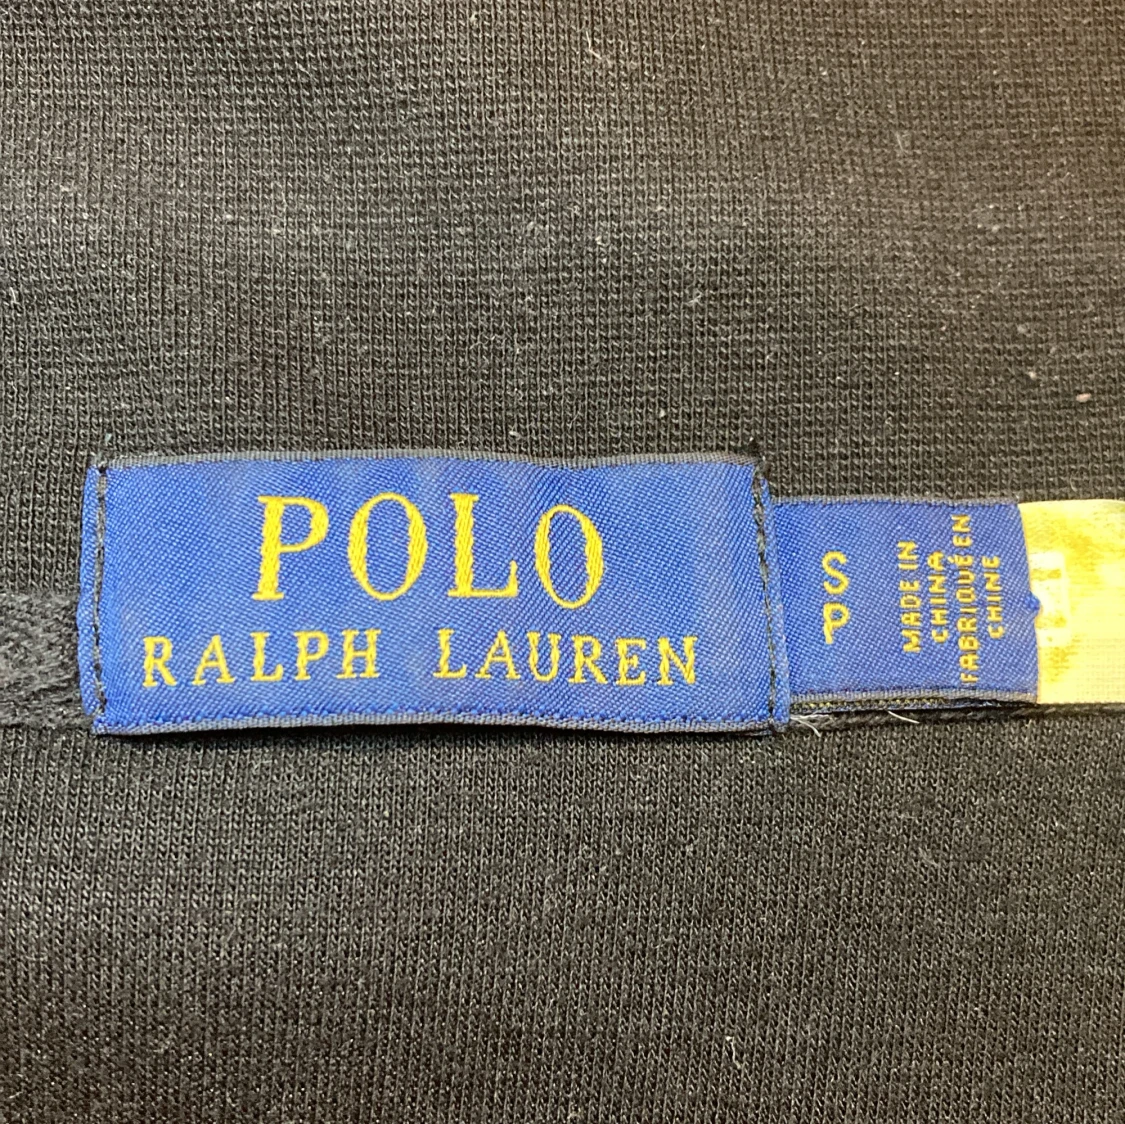 POLO
RALPH LAUREN
S
P
MADE IN
CHINA
FABRIQUÉ EN
CHINE